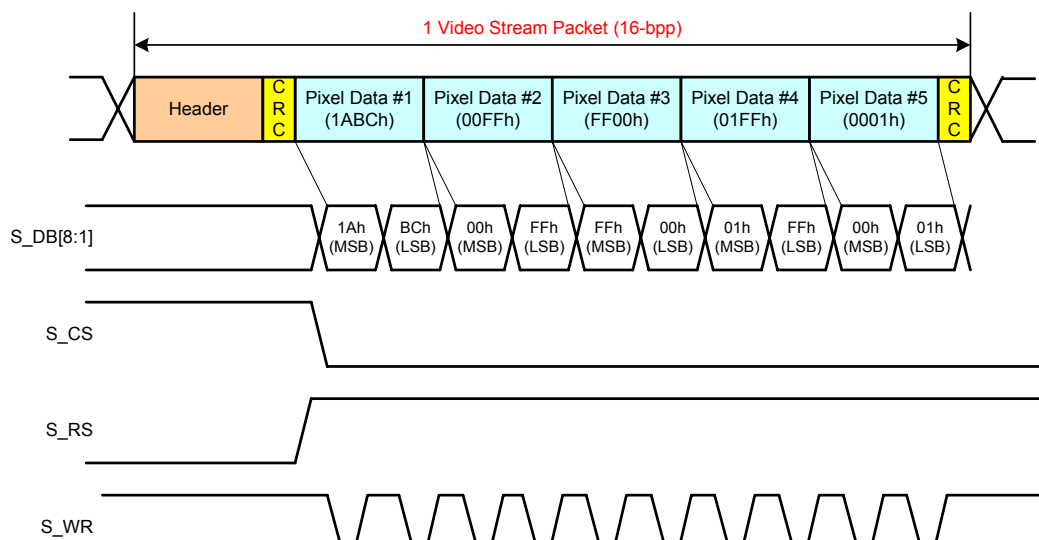 1 Video Stream Packet (16-bpp)
Header
C
R
C
Pixel Data #1
(1ABCh)
Pixel Data #2
(00FFh)
Pixel Data #3
(FF00h)
Pixel Data #4
(01FFh)
Pixel Data #5
(0001h)
C
R
C
S_DB[8:1]
1Ah
(MSB)
BCh
(LSB)
00h
(MSB)
FFh
(LSB)
FFh
(MSB)
00h
(LSB)
01h
(MSB)
FFh
(LSB)
00h
(MSB)
01h
(LSB)
S_CS
S_RS
S_WR